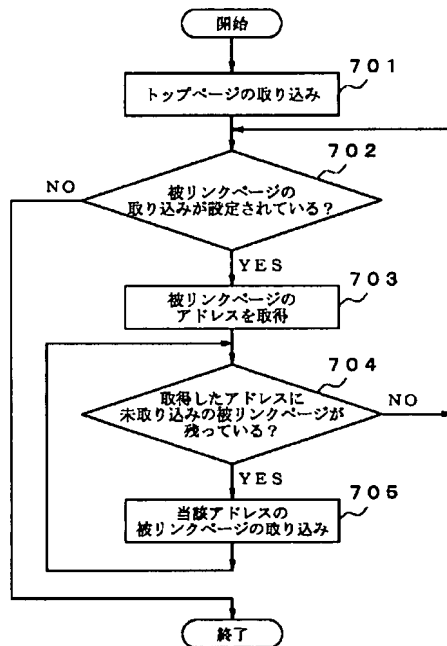 開始
701
トップページの取り込み
702
NO
被リンクページの
取り込みが設定されている？
YES
703
被リンクページの
アドレスを取得
704
取得したアドレスに
未取り込みの被リンクページが
残っている？
NO
YES
705
当該アドレスの
被リンクページの取り込み
終了